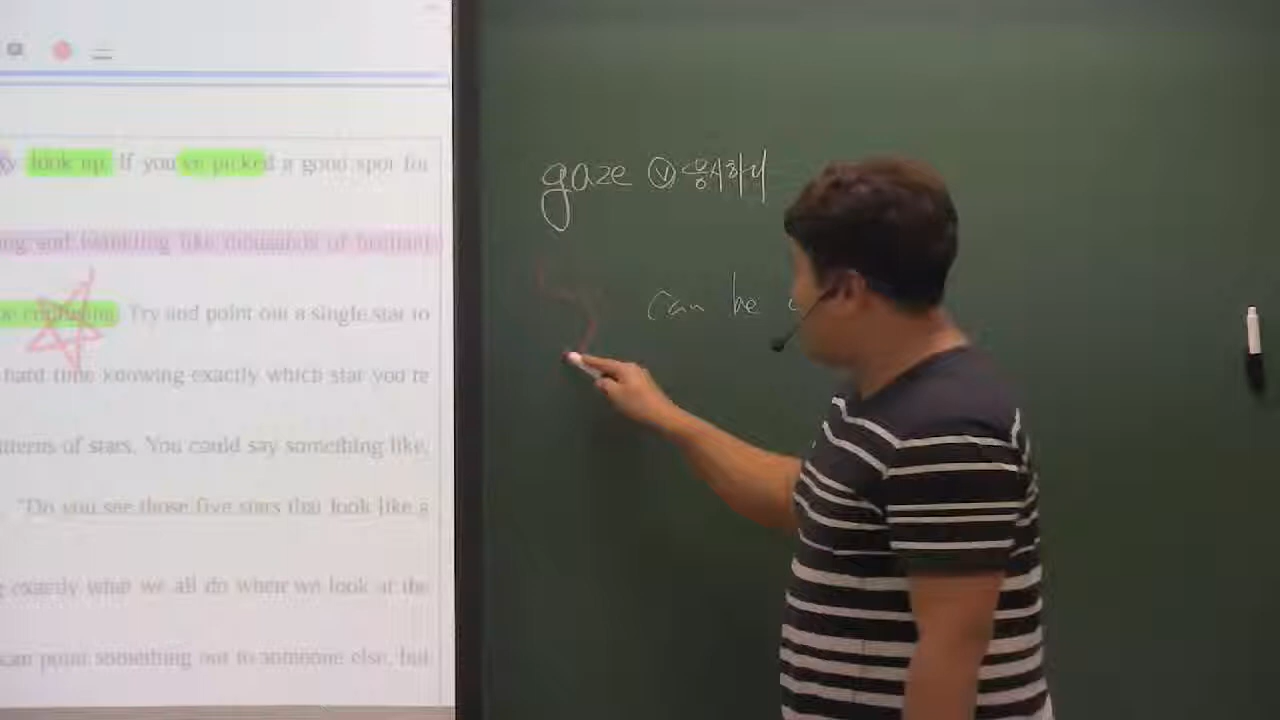 look up. If you've picked a good spot for
and twinkling like thousands of brilliant
be confusing. Try and point out a single star to
hard time knowing exactly which star you're
patterns of stars. You could say something like,
"Do you see those five stars that look like a
exactly what we all do when we look at the
can point something out to someone else, but
gaze ⓥ 응시하다
can be